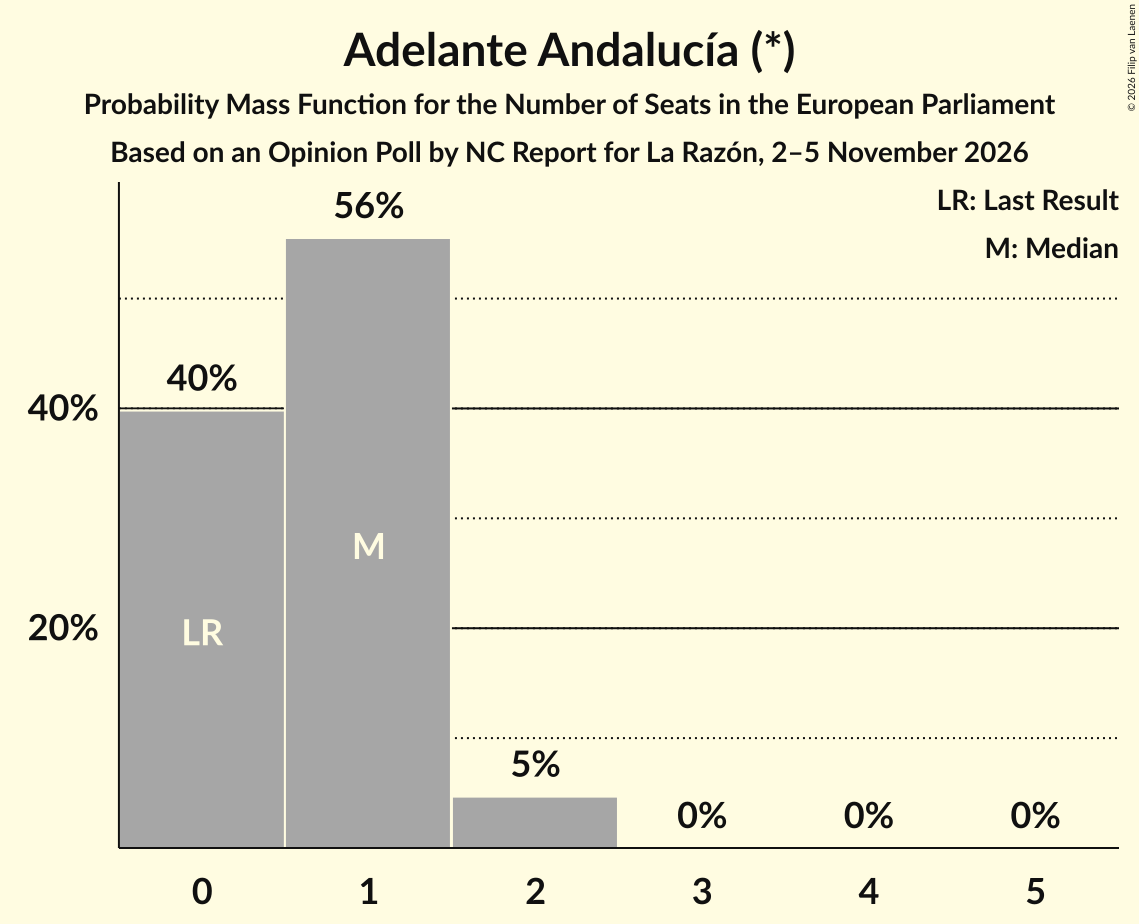 Adelante Andalucía (*)
Probability Mass Function for the Number of Seats in the European Parliament
Based on an Opinion Poll by NC Report for La Razón, 2–5 November 2026
© 2026 Filip van Laenen
LR: Last Result
M: Median
56%
40%
40%
M
LR
20%
5%
0%
0%
0%
0
1
2
3
4
5